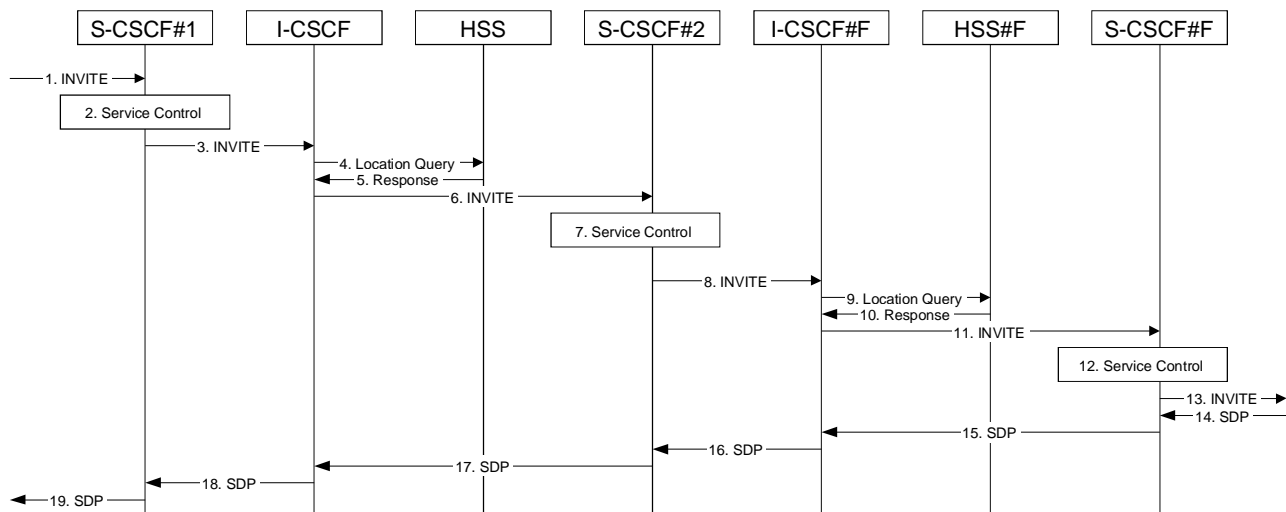 S-CSCF#1
I-CSCF
HSS
S-CSCF#2
I-CSCF#F
HSS#F
S-CSCF#F
1. INVITE
2. Service Control
3. INVITE
4. Location Query
5. Response
6. INVITE
7. Service Control
8. INVITE
9. Location Query
10. Response
11. INVITE
12. Service Control
13. INVITE
14. SDP
15. SDP
16. SDP
17. SDP
18. SDP
19. SDP